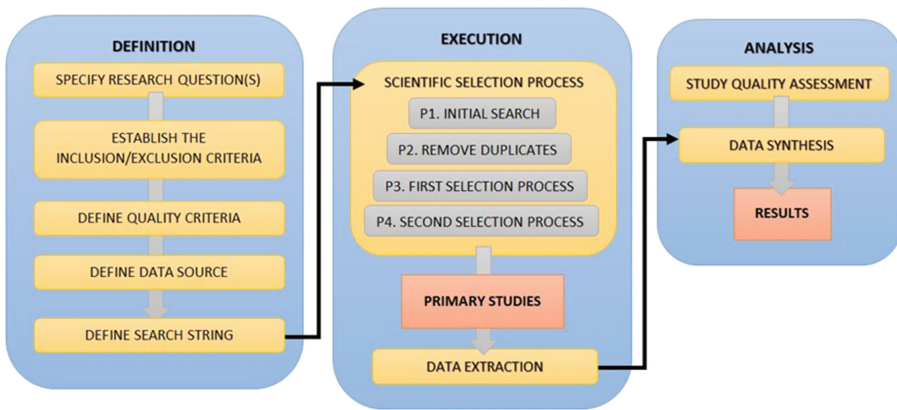 DEFINITION
SPECIFY RESEARCH QUESTION(S)
ESTABLISH THE
INCLUSION/EXCLUSION CRITERIA
DEFINE QUALITY CRITERIA
DEFINE DATA SOURCE
DEFINE SEARCH STRING
EXECUTION
SCIENTIFIC SELECTION PROCESS
P1. INITIAL SEARCH
P2. REMOVE DUPLICATES
P3. FIRST SELECTION PROCESS
P4. SECOND SELECTION PROCESS
PRIMARY STUDIES
DATA EXTRACTION
ANALYSIS
STUDY QUALITY ASSESSMENT
DATA SYNTHESIS
RESULTS